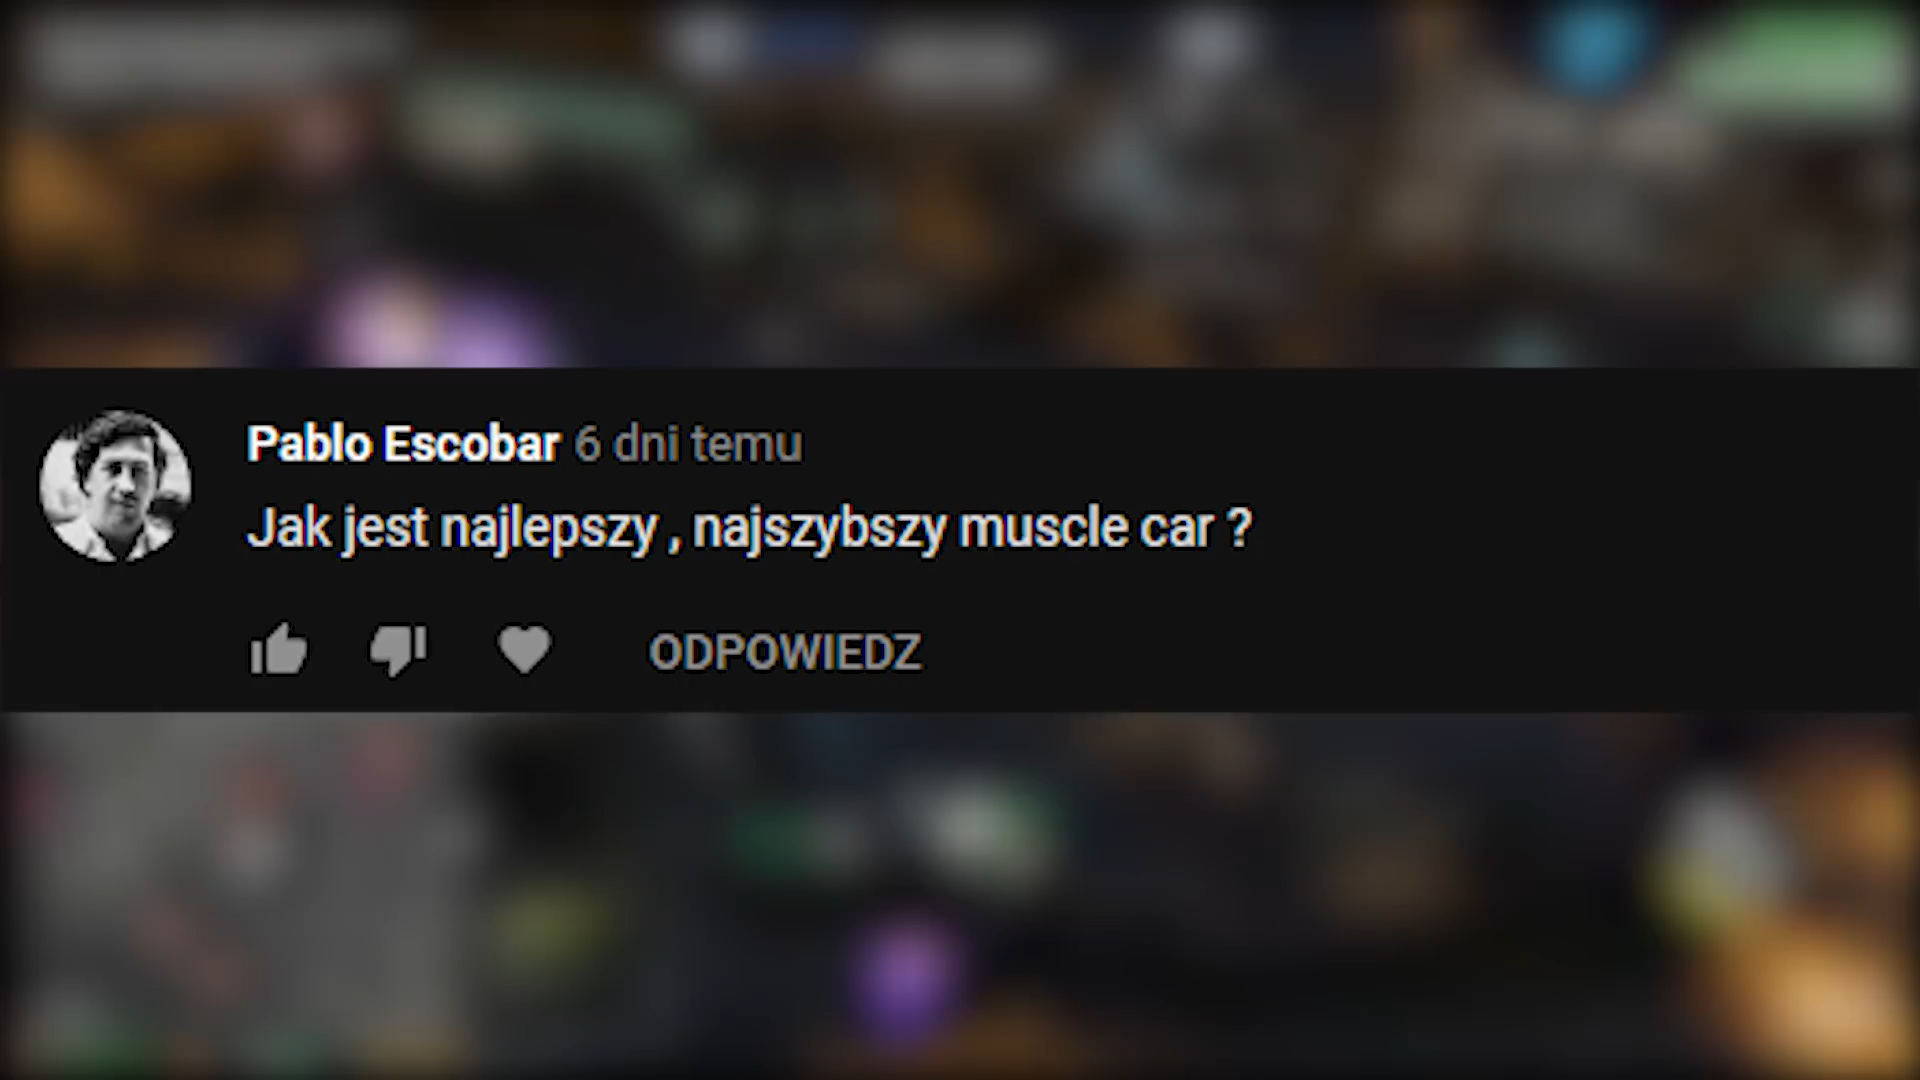 Pablo Escobar 6 dni temu
Jak jest najlepszy , najszybszy muscle car ?
ODPOWIEDZ